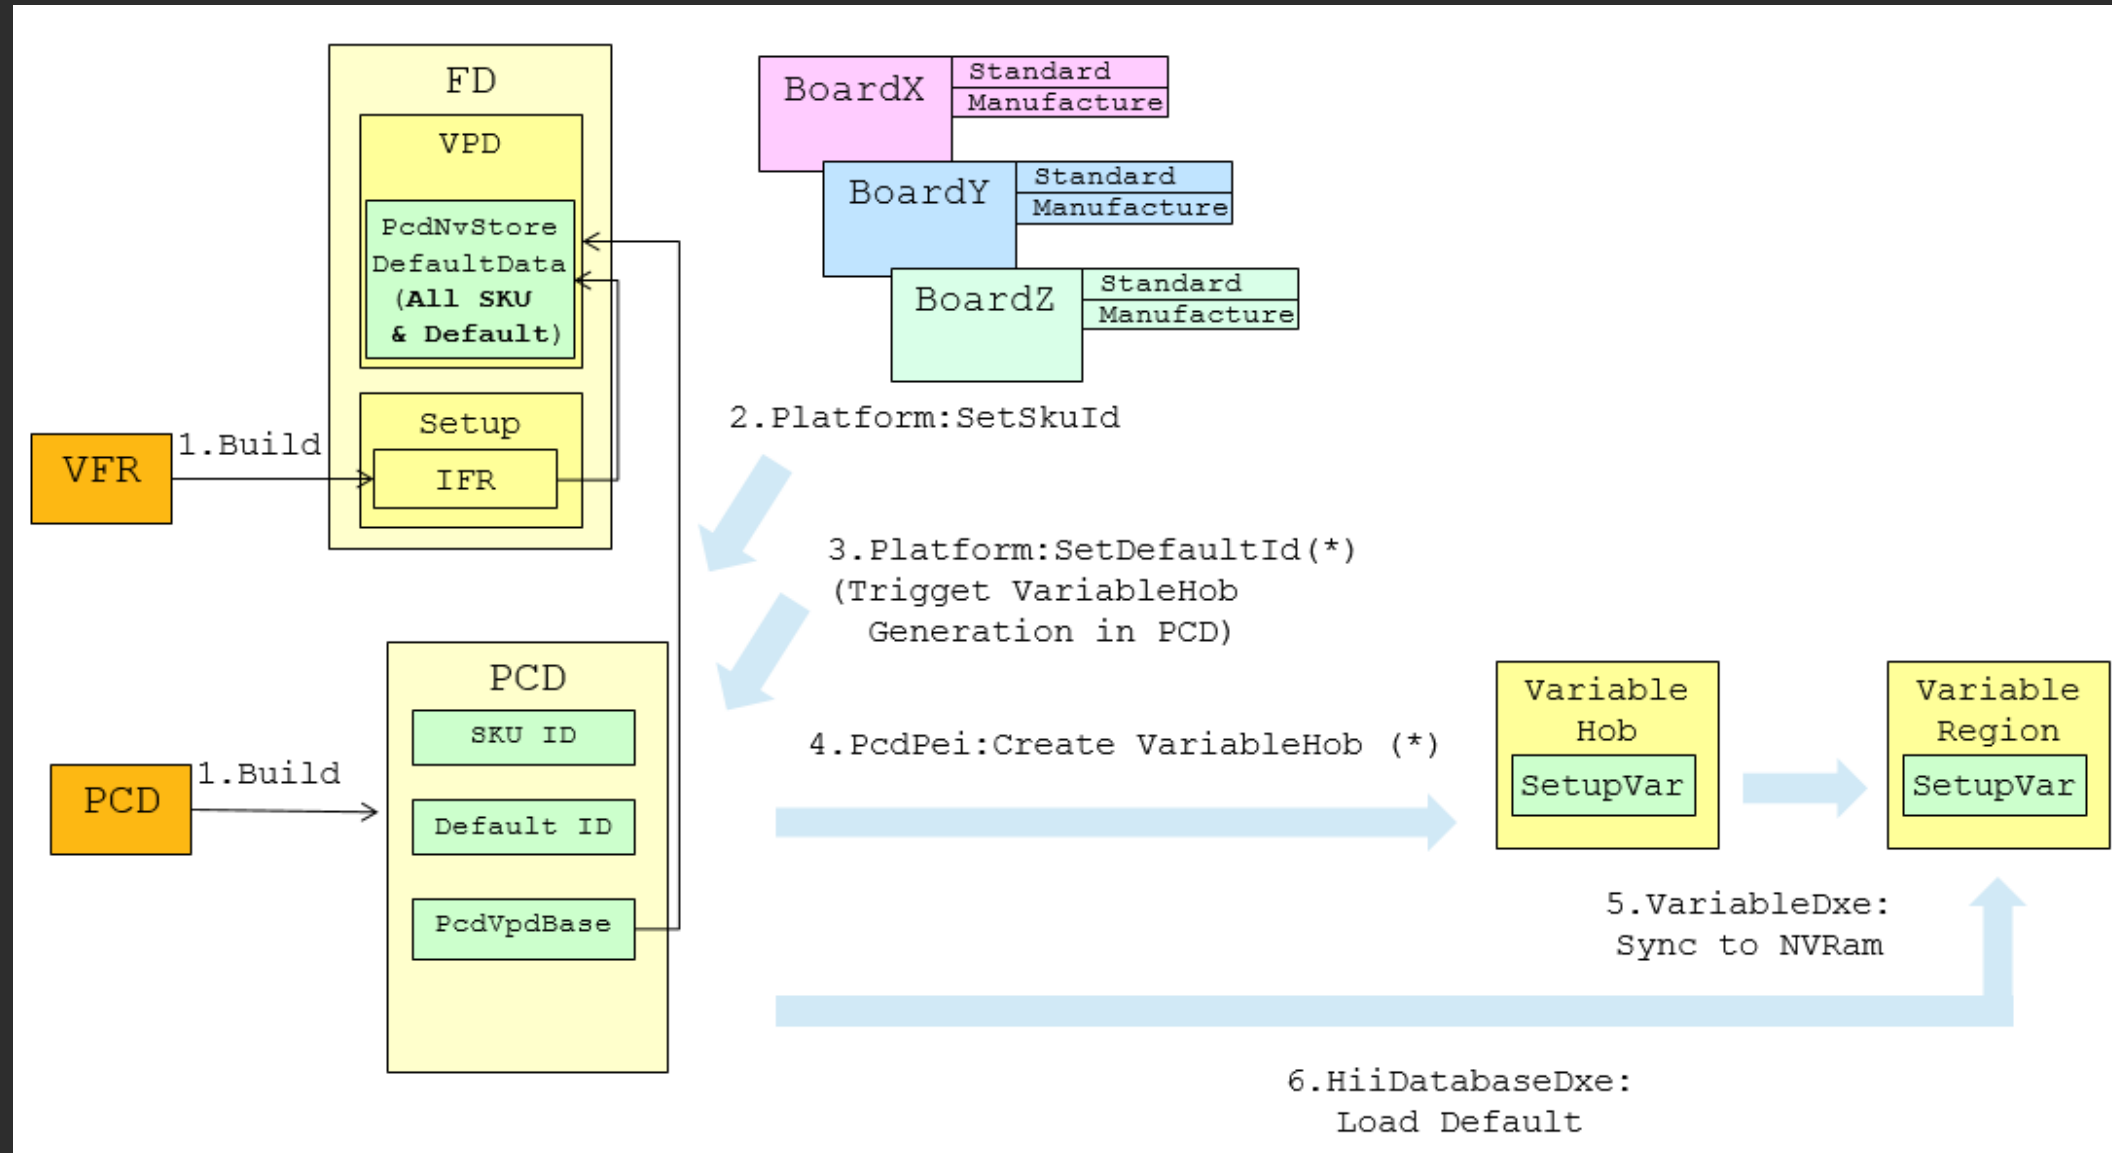 FD
VPD
PcdNvStore
DefaultData
(All SKU
& Default)
Setup
IFR
VFR
1.Build
BoardX
Standard
Manufacture
BoardY
Standard
Manufacture
BoardZ
Standard
Manufacture
2.Platform:SetSkuId
3.Platform:SetDefaultId(*)
(Trigget VariableHob
Generation in PCD)
PCD
1.Build
PCD
SKU ID
Default ID
PcdVpdBase
4.PcdPei:Create VariableHob (*)
Variable
Hob
SetupVar
Variable
Region
SetupVar
5.VariableDxe:
Sync to NVRam
6.HiiDatabaseDxe:
Load Default